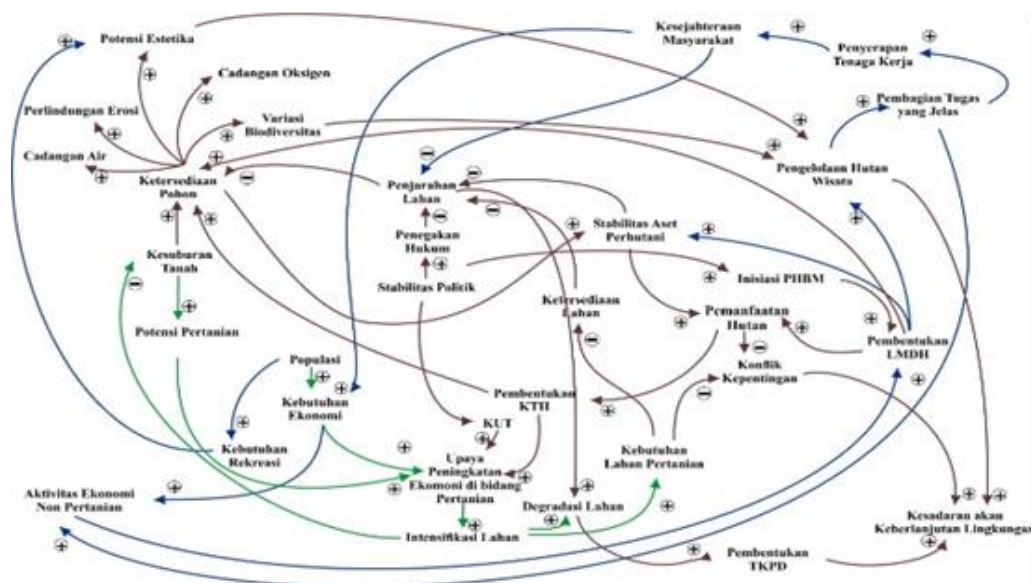 Potensi Estetika
Kesejahteraan
Masyarakat
Penyerapan
Tenaga Kerja
Cadangan Oksigen
Pembagian Tugas
yang Jelas
Perlindungan Erosi
Variasi
Biodiversitas
Cadangan Air
Ketersediaan
Pohon
Penjarahan
Lahan
Pengelolaan Hutan
Wisata
Stabilitas Aset
Perhutani
Penegakan
Hukum
Kesuburan
Tanah
Stabilitas Politik
Inisiasi PHBM
Ketersediaan
Lahan
Pemanfaatan
Hutan
Potensi Pertanian
Pembentukan
LMDH
Populasi
Konflik
Kepentingan
Kebutuhan
Ekonomi
Pembentukan
KTH
KUT
Kebutuhan
Rekreasi
Upaya
Peningkatan
Ekomoni di bidang
Pertanian
Kebutuhan
Lahan Pertanian
Aktivitas Ekonomi
Non Pertanian
Degradasi Lahan
Kesadaran akan
Keberlanjutan Lingkungan
Intensifikasi Lahan
Pembentukan
TKPD